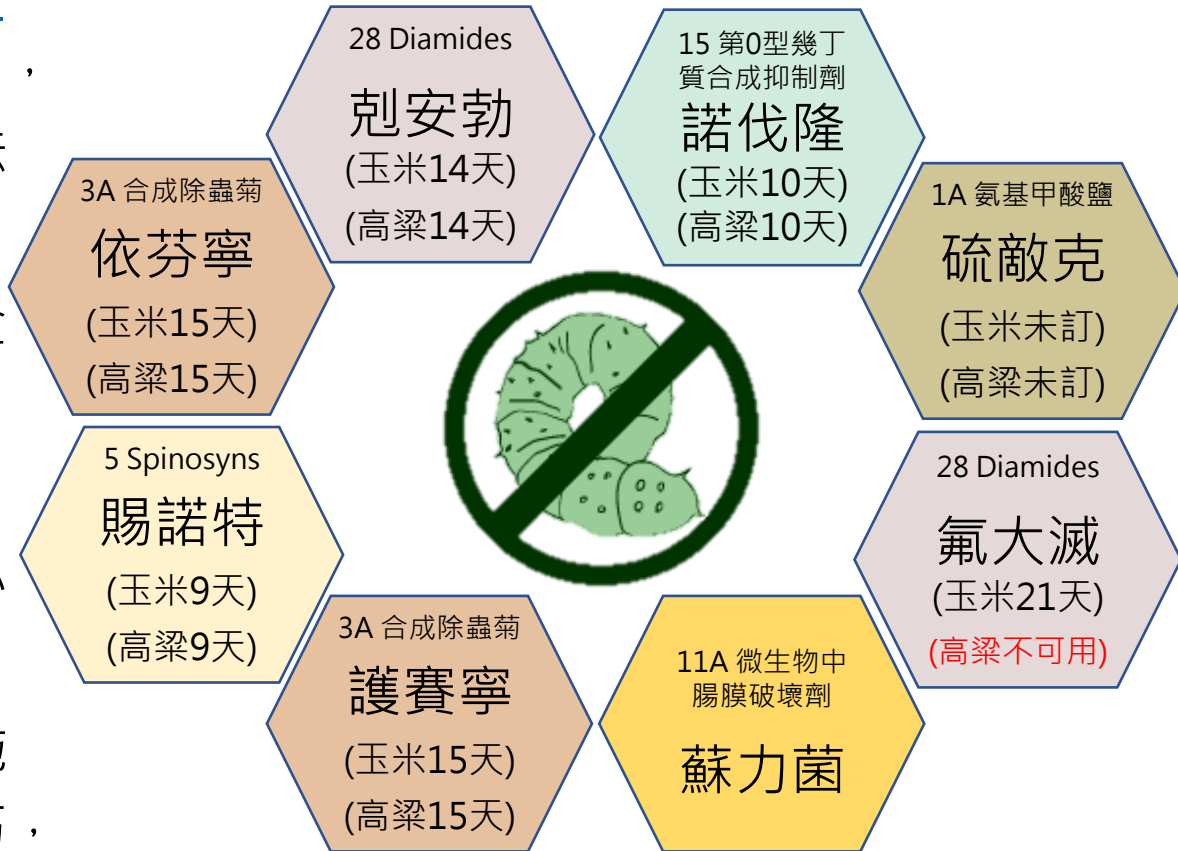 ，
28 Diamides
剋安勃
(玉米14天)
(高粱14天)
15 第0型幾丁
質合成抑制劑
諾伐隆
(玉米10天)
(高粱10天)
3A 合成除蟲菊
依芬寧
(玉米15天)
(高粱15天)
1A 氨基甲酸鹽
硫敵克
(玉米未訂)
(高粱未訂)
5 Spinosyns
賜諾特
(玉米9天)
(高粱9天)
28 Diamides
氟大滅
(玉米21天)
(高粱不可用)
3A 合成除蟲菊
護賽寧
(玉米15天)
(高粱15天)
11A 微生物中
腸膜破壞劑
蘇力菌
，